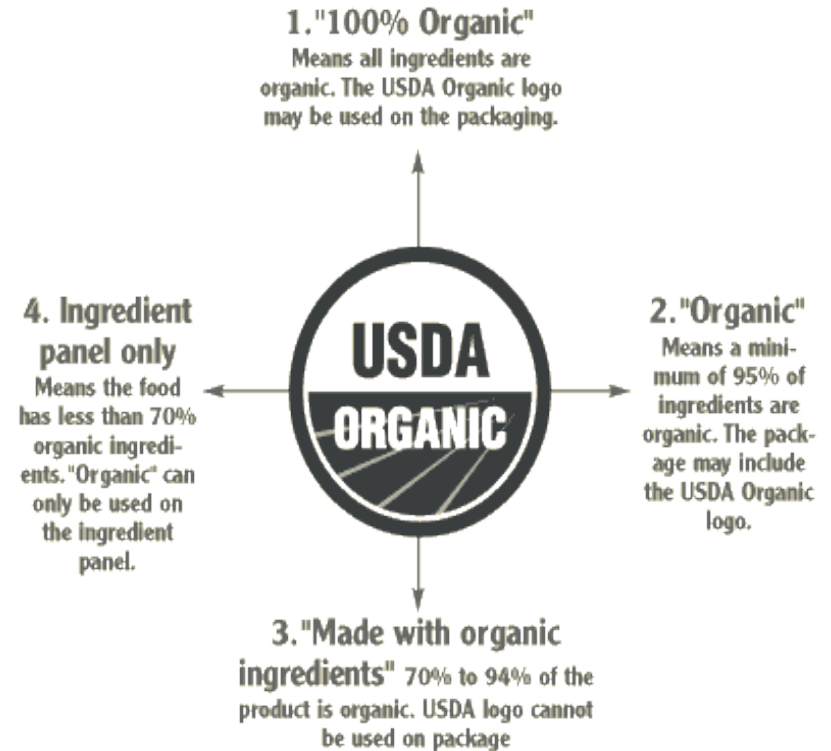 1."100% Organic"
Means all ingredients are
organic. The USDA Organic logo
may be used on the packaging.
USDA
ORGANIC
2."Organic"
Means a mini-
mum of 95% of
ingredients are
organic. The pack-
age may include
the USDA Organic
logo.
3."Made with organic
ingredients" 70% to 94% of the
product is organic. USDA logo cannot
be used on package
4. Ingredient
panel only
Means the food
has less than 70%
organic ingredi-
ents."Organic" can
only be used on
the ingredient
panel.